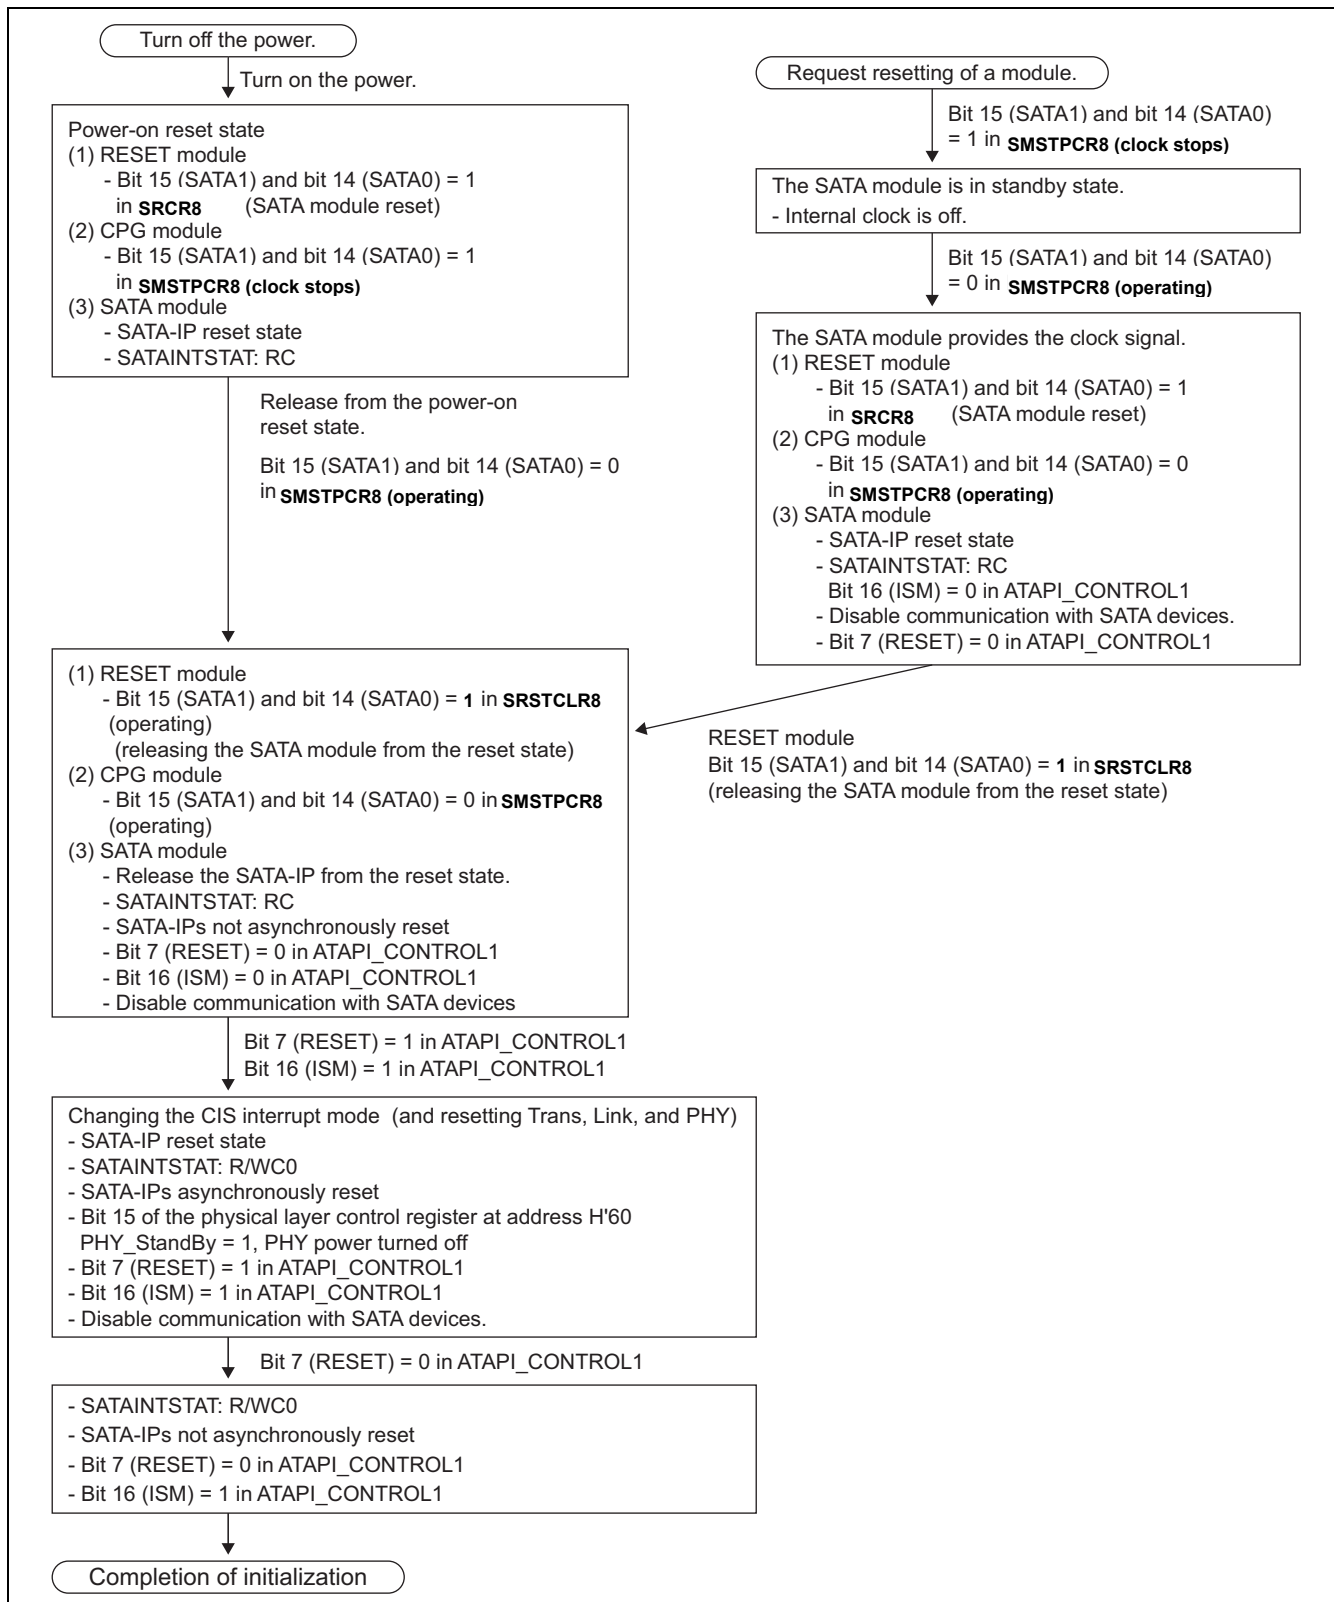 Turn off the power.
Turn on the power.
Power-on reset state
(1) RESET module
- Bit 15 (SATA1) and bit 14 (SATA0) = 1
in SRCR8 (SATA module reset)
(2) CPG module
- Bit 15 (SATA1) and bit 14 (SATA0) = 1
in SMSTPCR8 (clock stops)
(3) SATA module
- SATA-IP reset state
- SATAINTSTAT: RC
Release from the power-on
reset state.
Bit 15 (SATA1) and bit 14 (SATA0) = 0
in SMSTPCR8 (operating)
Request resetting of a module.
Bit 15 (SATA1) and bit 14 (SATA0)
= 1 in SMSTPCR8 (clock stops)
The SATA module is in standby state.
- Internal clock is off.
Bit 15 (SATA1) and bit 14 (SATA0)
= 0 in SMSTPCR8 (operating)
The SATA module provides the clock signal.
(1) RESET module
- Bit 15 (SATA1) and bit 14 (SATA0) = 1
in SRCR8 (SATA module reset)
(2) CPG module
- Bit 15 (SATA1) and bit 14 (SATA0) = 0
in SMSTPCR8 (operating)
(3) SATA module
- SATA-IP reset state
- SATAINTSTAT: RC
Bit 16 (ISM) = 0 in ATAPI_CONTROL1
- Disable communication with SATA devices.
- Bit 7 (RESET) = 0 in ATAPI_CONTROL1
RESET module
Bit 15 (SATA1) and bit 14 (SATA0) = 1 in SRSTCLR8
(releasing the SATA module from the reset state)
(1) RESET module
- Bit 15 (SATA1) and bit 14 (SATA0) = 1 in SRSTCLR8
(operating)
(releasing the SATA module from the reset state)
(2) CPG module
- Bit 15 (SATA1) and bit 14 (SATA0) = 0 in SMSTPCR8
(operating)
(3) SATA module
- Release the SATA-IP from the reset state.
- SATAINTSTAT: RC
- SATA-IPs not asynchronously reset
- Bit 7 (RESET) = 0 in ATAPI_CONTROL1
- Bit 16 (ISM) = 0 in ATAPI_CONTROL1
- Disable communication with SATA devices
Bit 7 (RESET) = 1 in ATAPI_CONTROL1
Bit 16 (ISM) = 1 in ATAPI_CONTROL1
Changing the CIS interrupt mode (and resetting Trans, Link, and PHY)
- SATA-IP reset state
- SATAINTSTAT: R/WC0
- SATA-IPs asynchronously reset
- Bit 15 of the physical layer control register at address H'60
PHY_StandBy = 1, PHY power turned off
- Bit 7 (RESET) = 1 in ATAPI_CONTROL1
- Bit 16 (ISM) = 1 in ATAPI_CONTROL1
- Disable communication with SATA devices.
Bit 7 (RESET) = 0 in ATAPI_CONTROL1
- SATAINTSTAT: R/WC0
- SATA-IPs not asynchronously reset
- Bit 7 (RESET) = 0 in ATAPI_CONTROL1
- Bit 16 (ISM) = 1 in ATAPI_CONTROL1
Completion of initialization